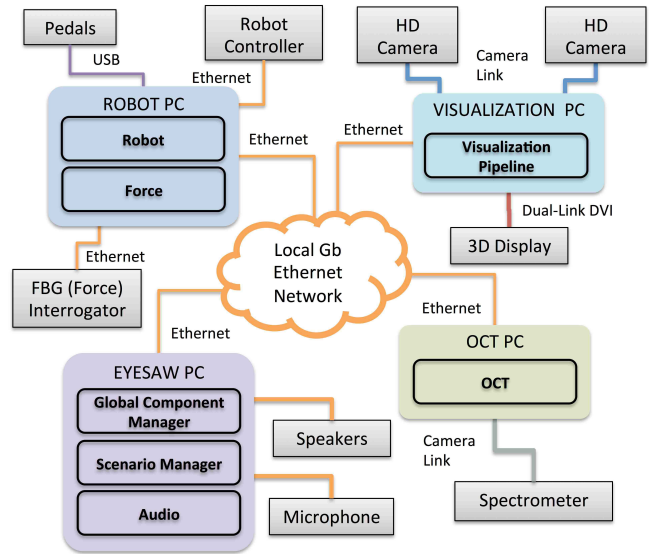 Pedals
Robot
Controller
HD
Camera
HD
Camera
USB
Ethernet
Camera
Link
ROBOT PC
Robot
Force
Ethernet
Ethernet
VISUALIZATION PC
Visualization
Pipeline
Dual-Link DVI
3D Display
Ethernet
FBG (Force)
Interrogator
Local Gb
Ethernet
Network
Ethernet
Ethernet
EYESAW PC
Global Component
Manager
Scenario Manager
Audio
Speakers
Microphone
OCT PC
OCT
Camera
Link
Spectrometer